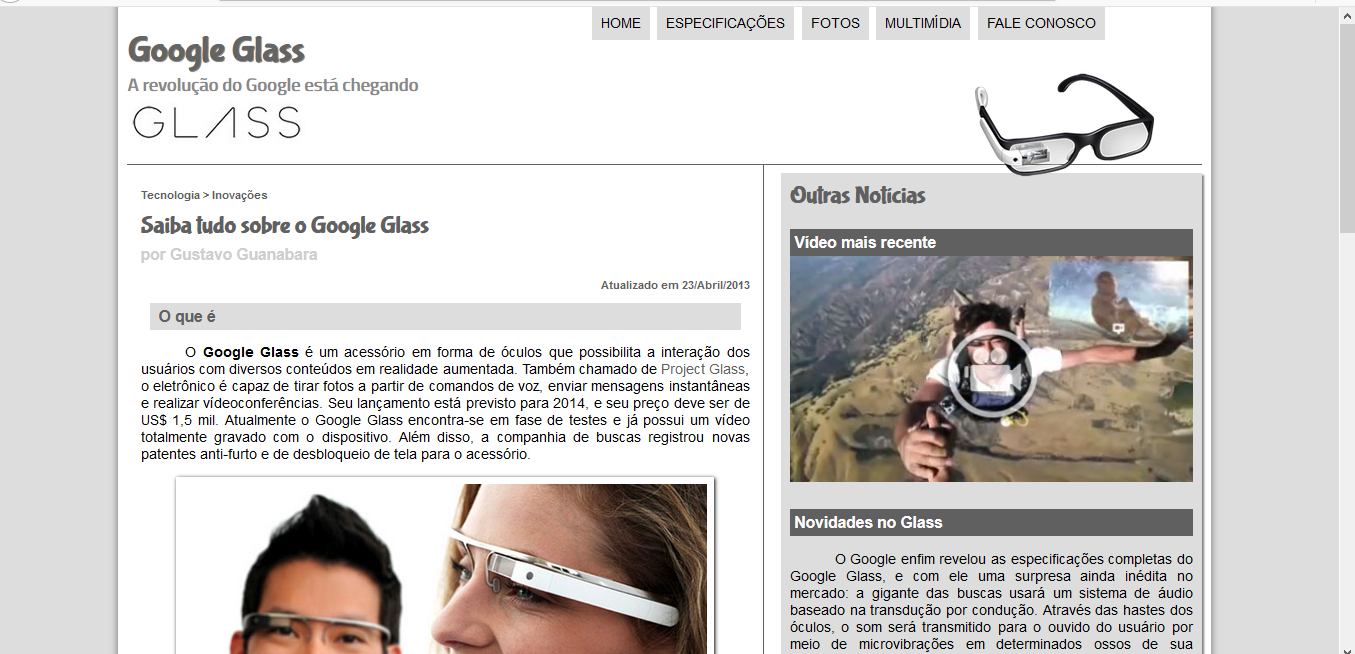 HOME
ESPECIFICAÇÕES
FOTOS
MULTIMÍDIA
FALE CONOSCO
Google Glass
A revolução do Google está chegando
GLASS
Tecnologia > Inovações
Saiba tudo sobre o Google Glass
por Gustavo Guanabara
Atualizado em 23/Abril/2013
O que é
O Google Glass é um acessório em forma de óculos que possibilita a interação dos
usuários com diversos conteúdos em realidade aumentada. Também chamado de Project Glass,
o eletrônico é capaz de tirar fotos a partir de comandos de voz, enviar mensagens instantâneas
e realizar vídeoconferências. Seu lançamento está previsto para 2014, e seu preço deve ser de
US$ 1,5 mil. Atualmente o Google Glass encontra-se em fase de testes e já possui um vídeo
totalmente gravado com o dispositivo. Além disso, a companhia de buscas registrou novas
patentes anti-furto e de desbloqueio de tela para o acessório.
Outras Notícias
Vídeo mais recente
Novidades no Glass
O Google enfim revelou as especificações completas do
Google Glass, e com ele uma surpresa ainda inédita no
mercado: a gigante das buscas usará um sistema de áudio
baseado na transdução por condução. Através das hastes dos
óculos, o som será transmitido para o ouvido do usuário por
meio de microvibrações em determinados ossos de sua